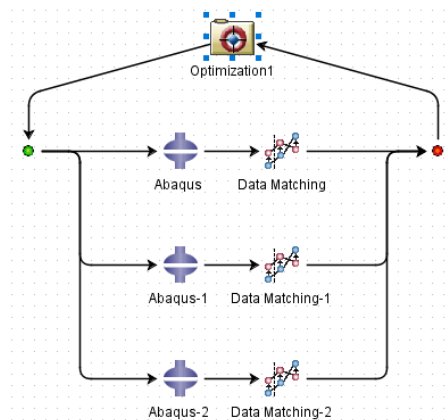 Optimization1
Abaqus
Data Matching
Abaqus-1
Data Matching-1
Abaqus-2
Data Matching-2